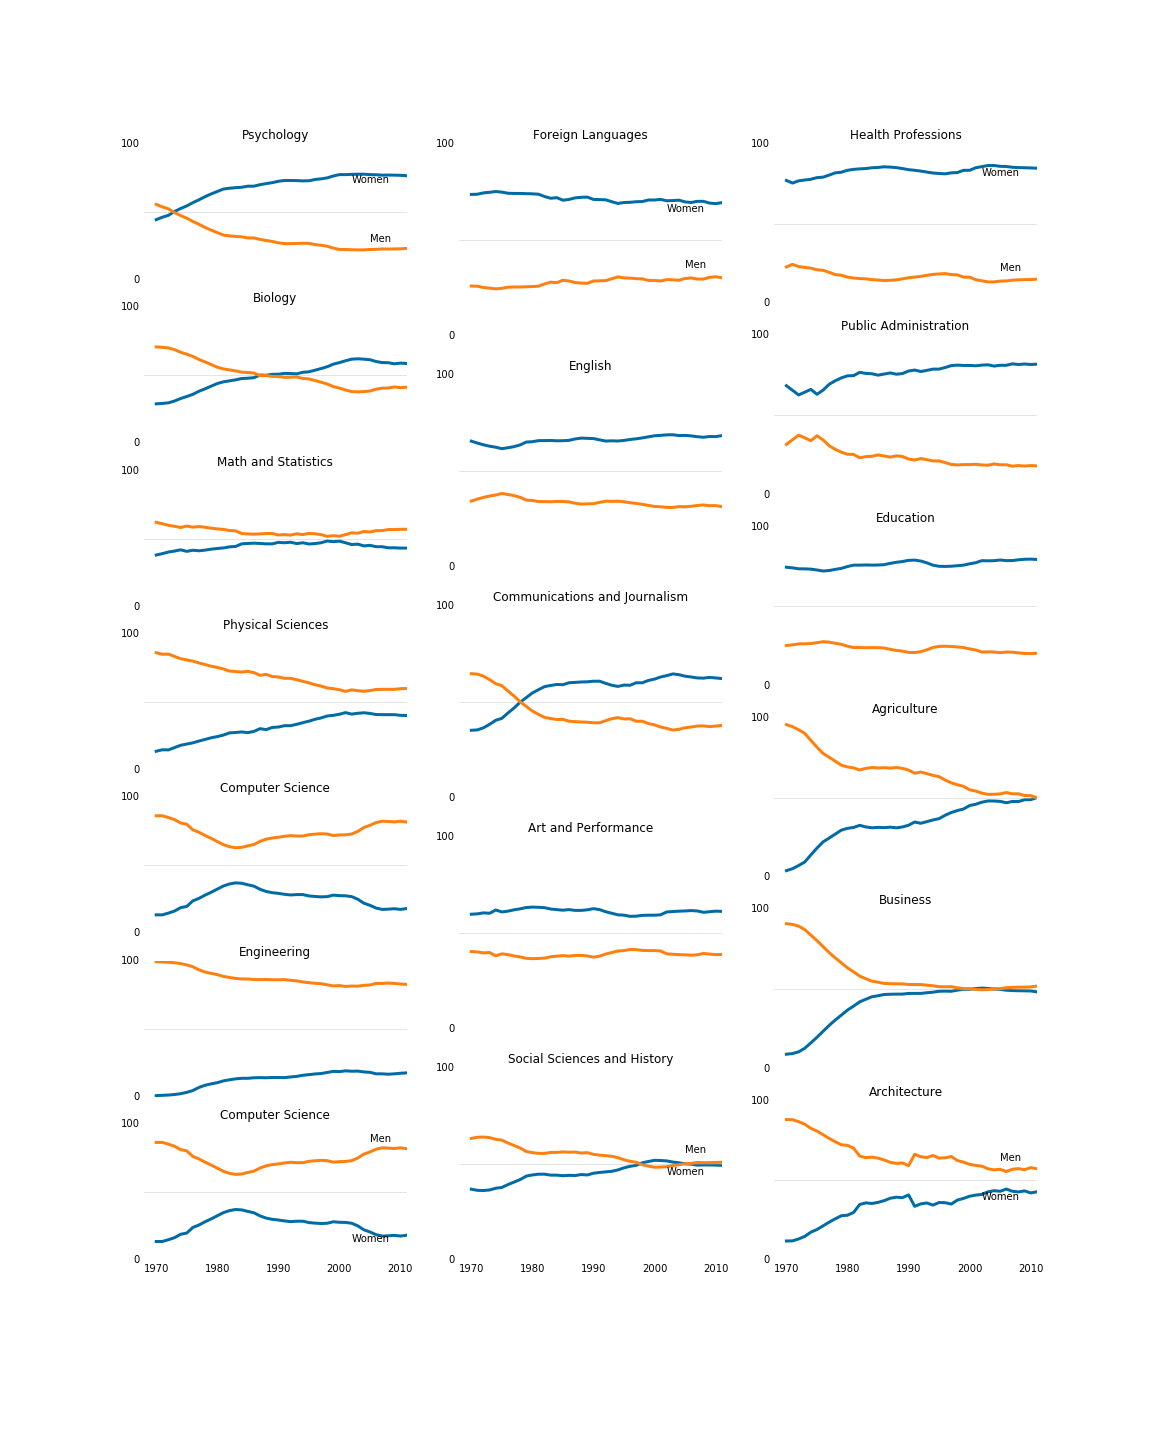 Psychology
100
Women
Men
0
Biology
100
0
Math and Statistics
100
0
Physical Sciences
100
0
Computer Science
100
0
Engineering
100
0
Computer Science
100
Men
Women
0
1970 1980 1990 2000 2010
Foreign Languages
100
Women
Men
0
English
100
0
Communications and Journalism
100
0
Art and Performance
100
0
Social Sciences and History
100
Men
Women
0
1970 1980 1990 2000 2010
Health Professions
100
Women
Men
0
Public Administration
100
0
Education
100
0
Agriculture
100
0
Business
100
0
Architecture
100
Men
Women
0
1970 1980 1990 2000 2010